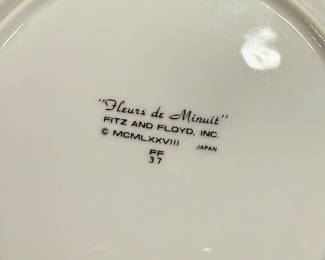 "Fleurs de Minuit"
FITZ AND FLOYD, INC.
© MCMLXXVIII JAPAN
FF
37